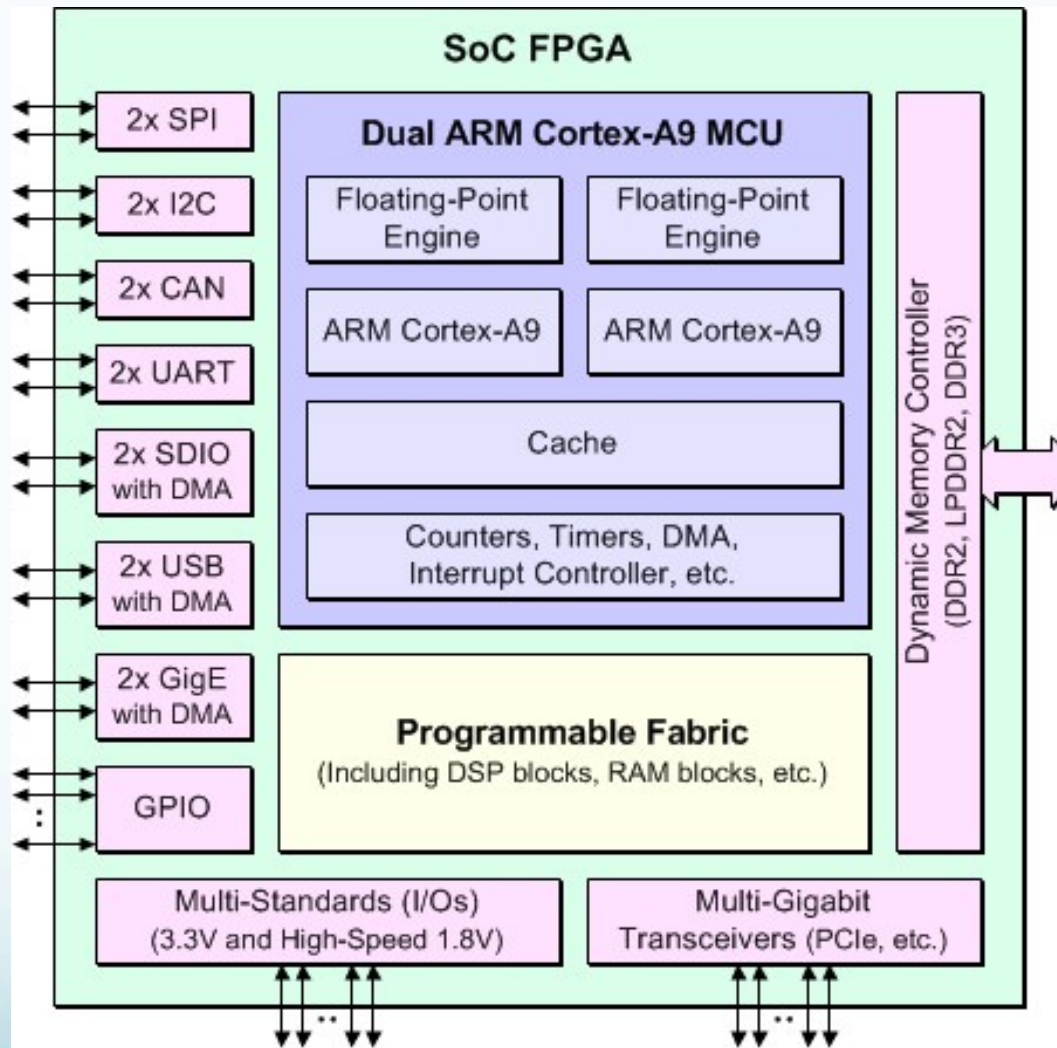 SoC FPGA
2x SPI
2x I2C
2x CAN
2x UART
2x SDIO
with DMA
2x USB
with DMA
2x GigE
with DMA
GPIO
Dual ARM Cortex-A9 MCU
Floating-Point
Engine
Floating-Point
Engine
ARM Cortex-A9
ARM Cortex-A9
Cache
Counters, Timers, DMA,
Interrupt Controller, etc.
Programmable Fabric
(Including DSP blocks, RAM blocks, etc.)
Dynamic Memory Controller
(DDR2, LPDDR2, DDR3)
Multi-Standards (I/Os)
(3.3V and High-Speed 1.8V)
Multi-Gigabit
Transceivers (PCIe, etc.)